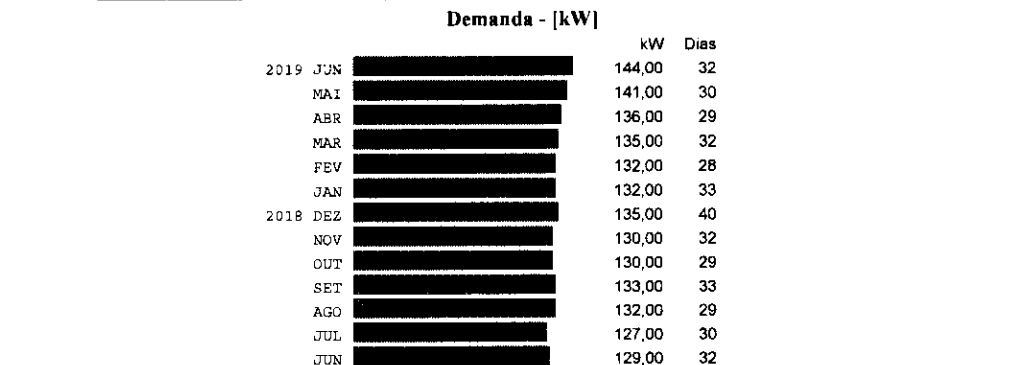 Demanda - [kW]
kW Dias
2019 JUN 144,00 32
MAI 141,00 30
ABR 136,00 29
MAR 135,00 32
FEV 132,00 28
JAN 132,00 33
2018 DEZ 135,00 40
NOV 130,00 32
OUT 130,00 29
SET 133,00 33
AGO 132,00 29
JUL 127,00 30
JUN 129,00 32